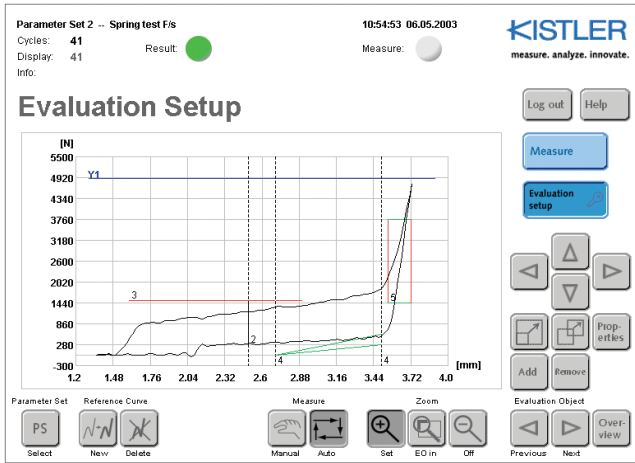 Parameter Set 2 -- Spring test F/s
10:54:53 06.05.2003
KISTLER
measure. analyze. innovate.
Cycles: 41
Display: 41
Result:
Measure:
Info:
Evaluation Setup
Log out
Help
Measure
Evaluation setup
[N]
5500
4920
4340
3760
3180
2600
2020
1440
860
280
-300
Y1
3
2
4
4
5
1.2 1.48 1.76 2.04 2.32 2.6 2.88 3.16 3.44 3.72 4.0
[mm]
Prop-
erties
Add
Remove
Parameter Set
Reference Curve
Measure
Zoom
Evaluation Object
PS
N
Over-
view
Select
New
Delete
Manual
Auto
Set
EO in
Off
Previous
Next